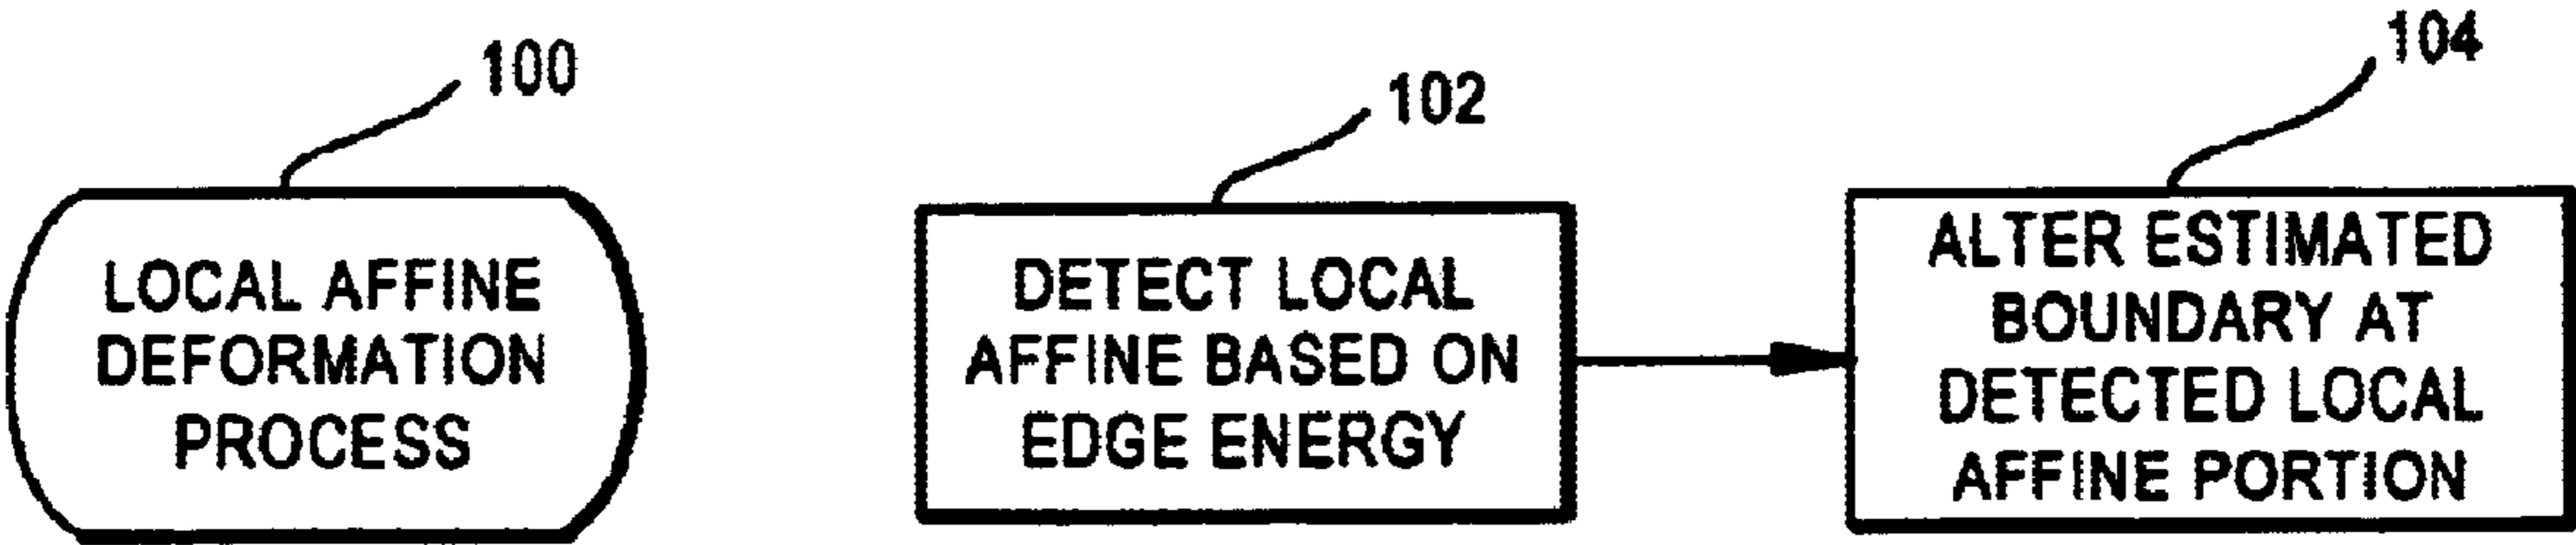 100
LOCAL AFFINE
DEFORMATION
PROCESS
102
DETECT LOCAL
AFFINE BASED ON
EDGE ENERGY
104
ALTER ESTIMATED
BOUNDARY AT
DETECTED LOCAL
AFFINE PORTION